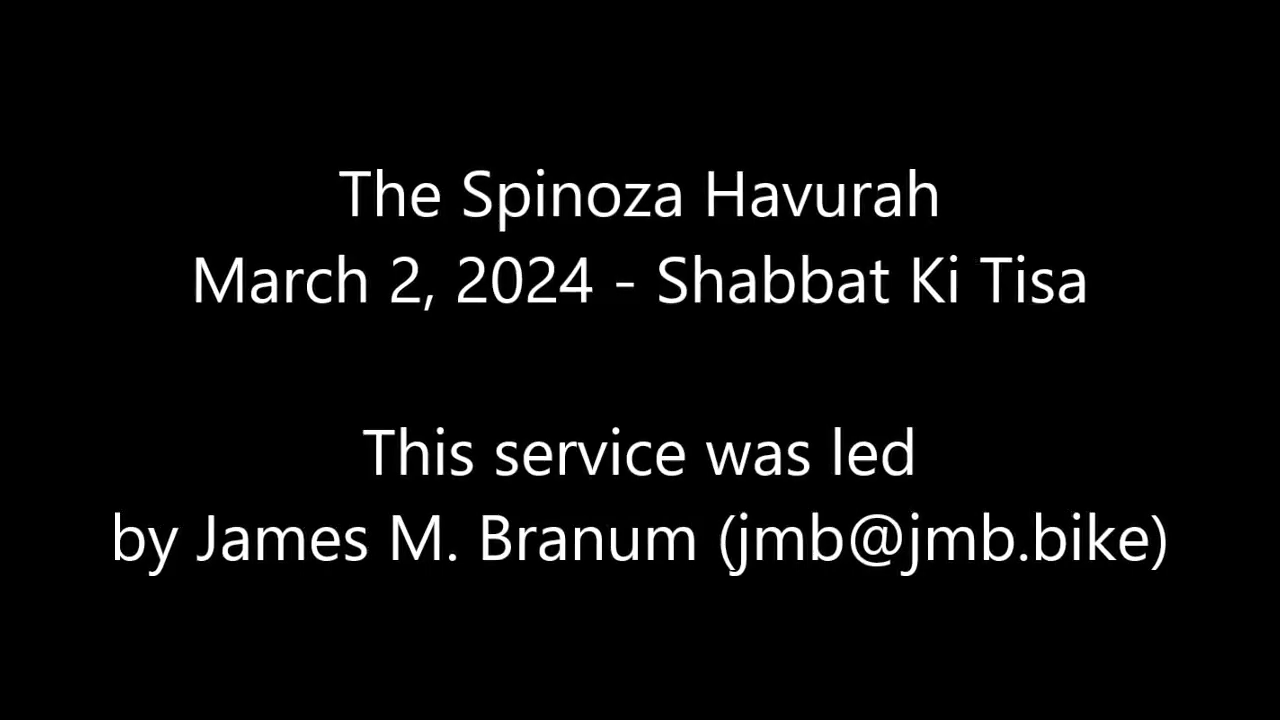 The Spinoza Havurah
March 2, 2024 - Shabbat Ki Tisa
This service was led
by James M. Branum (jmb@jmb.bike)